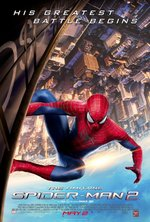 HIS GREATEST
BATTLE BEGINS
THE AMAZING
SPIDER-MAN 2
MAY 2